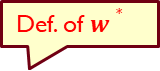 Def. of w *